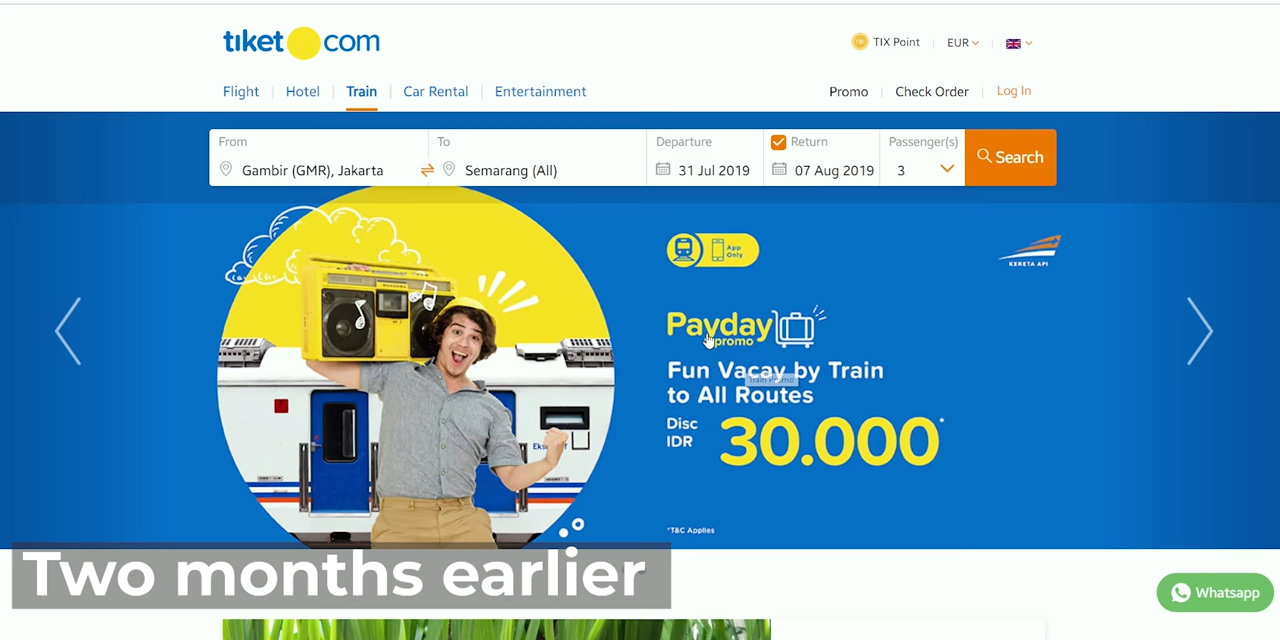 tiket com
TIX Point
EUR
Flight
Hotel
Train
Car Rental
Entertainment
Promo
Check Order
Log In
From
Gambir (GMR), Jakarta
To
Semarang (All)
Departure
31 Jul 2019
Return
07 Aug 2019
Passenger(s)
3
Search
App
Only
KERETA API
Payday
promo
Fun Vacay by Train
to All Routes
Train Promo
Disc
IDR
30.000*
*T&C Applies
Two months earlier
Whatsapp